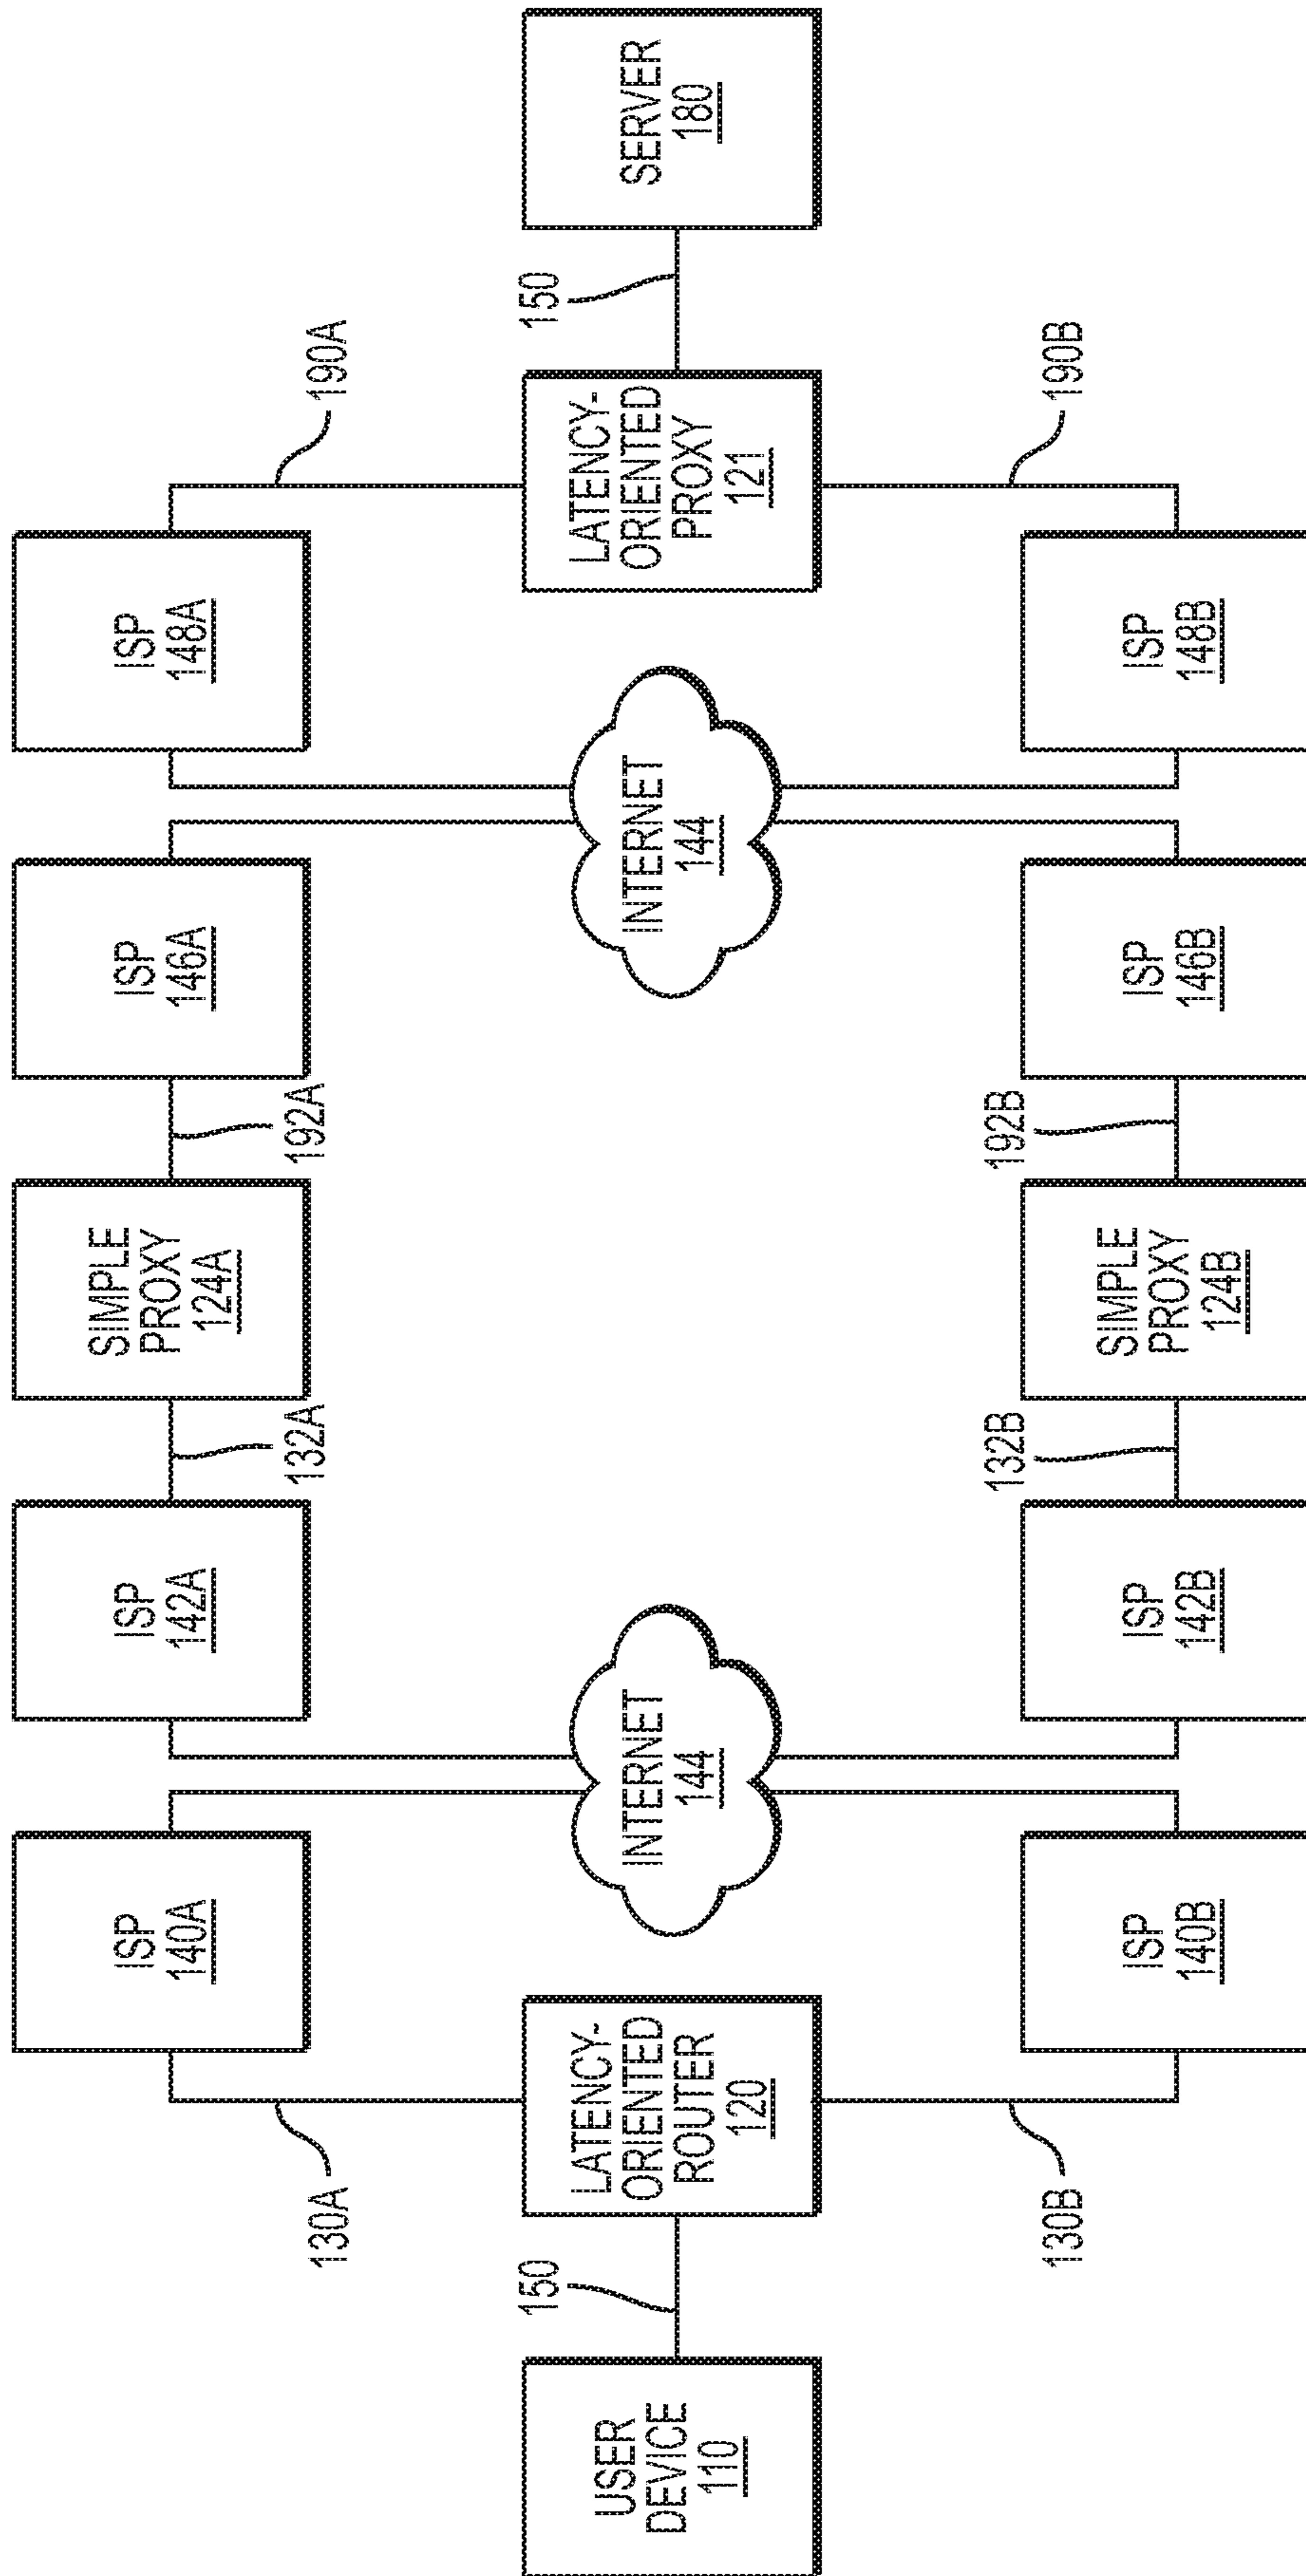 ISP
140A
ISP
142A
SIMPLE
PROXY
124A
ISP
146A
ISP
148A
130A
132A
192A
190A
150
150
USER
DEVICE
110
LATENCY-
ORIENTED
ROUTER
120
INTERNET
144
INTERNET
144
LATENCY-
ORIENTED
PROXY
121
SERVER
180
130B
132B
192B
190B
ISP
140B
ISP
142B
SIMPLE
PROXY
124B
ISP
146B
ISP
148B